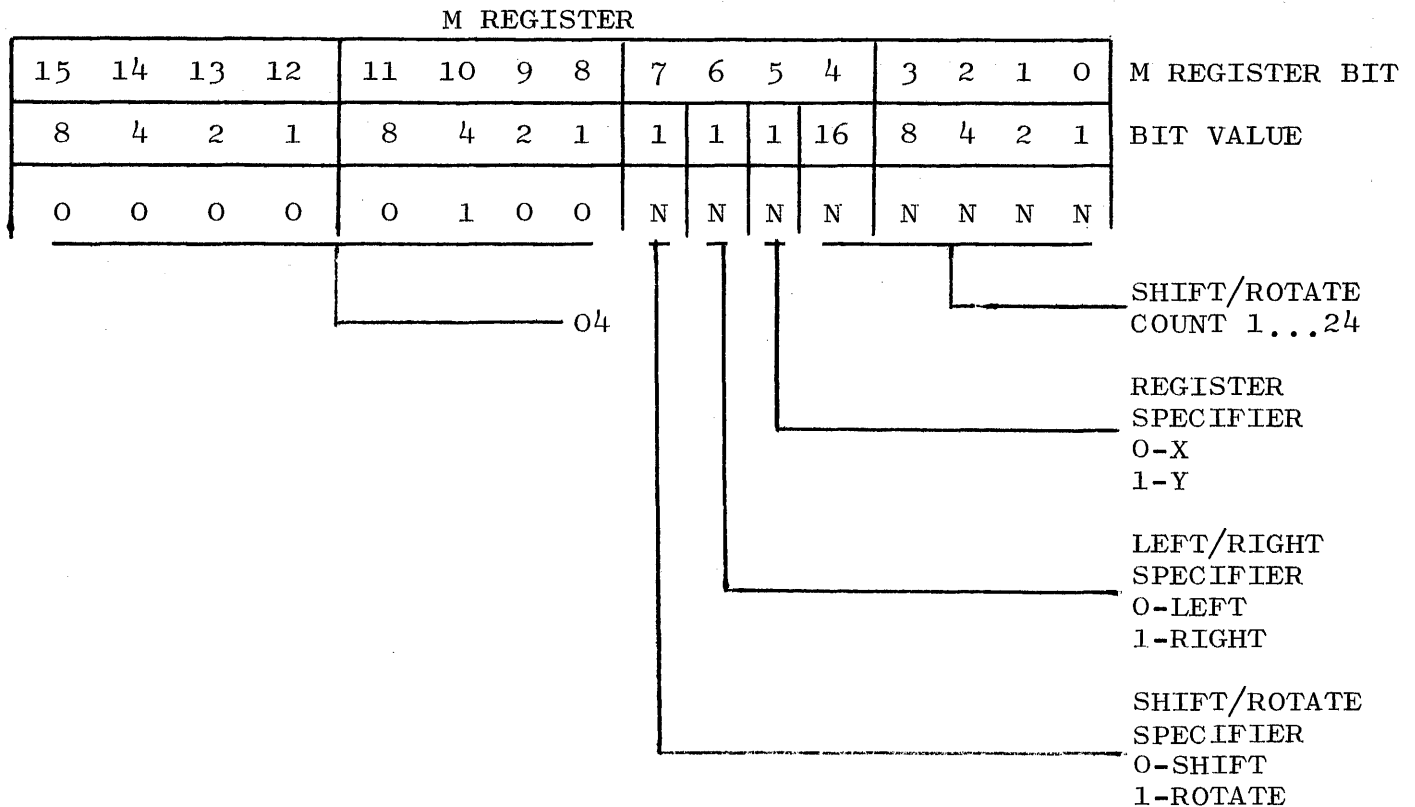 M REGISTER
15 14 13 12 11 10 9 8 7 6 5 4 3 2 1 0 M REGISTER BIT
8 4 2 1 8 4 2 1 1 1 1 16 8 4 2 1 BIT VALUE
0 0 0 0 0 1 0 0 N N N N N N N N
04
SHIFT/ROTATE
COUNT 1...24
REGISTER
SPECIFIER
0-X
1-Y
LEFT/RIGHT
SPECIFIER
0-LEFT
1-RIGHT
SHIFT/ROTATE
SPECIFIER
0-SHIFT
1-ROTATE